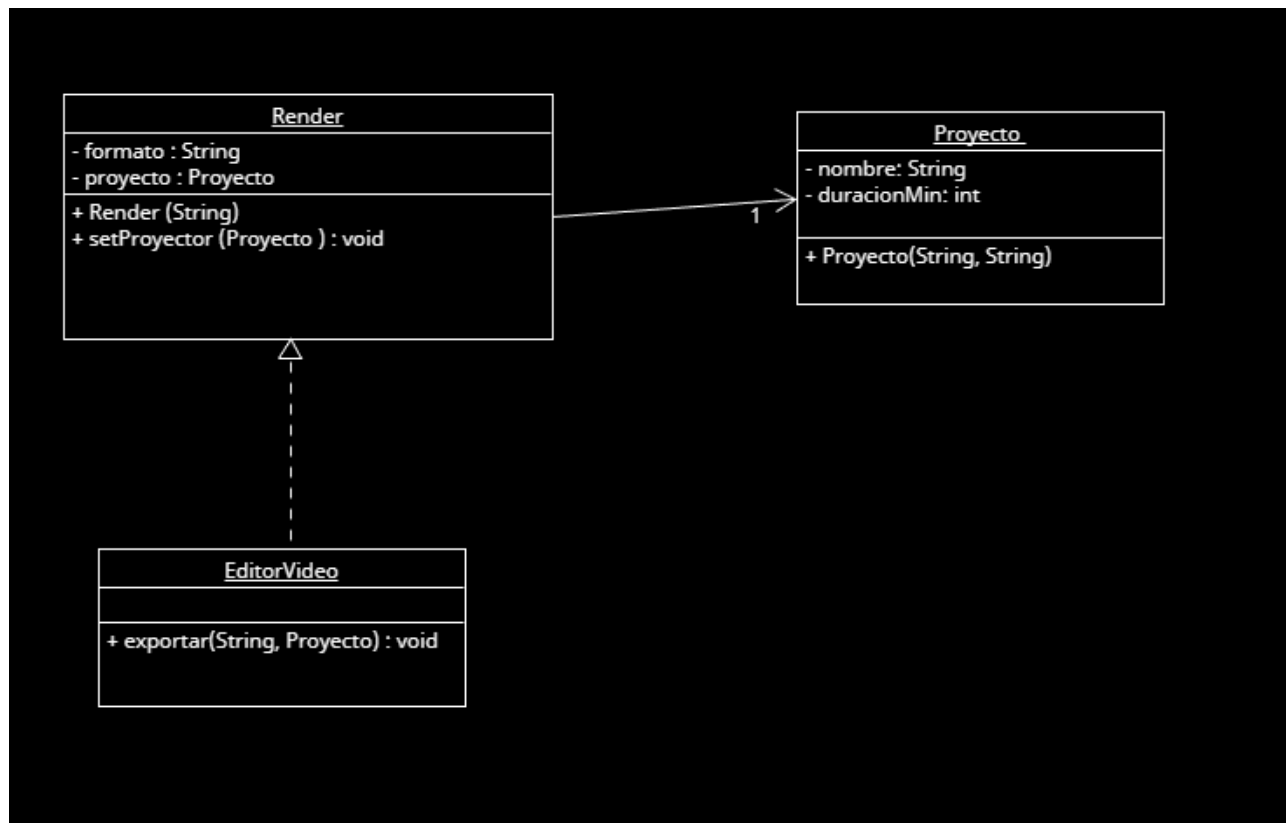 Render
- formato : String
- proyecto : Proyecto
+ Render (String)
+ setProyector (Proyecto ) : void
1
Proyecto
- nombre: String
- duracionMin: int
+ Proyecto(String, String)
EditorVideo
+ exportar(String, Proyecto) : void